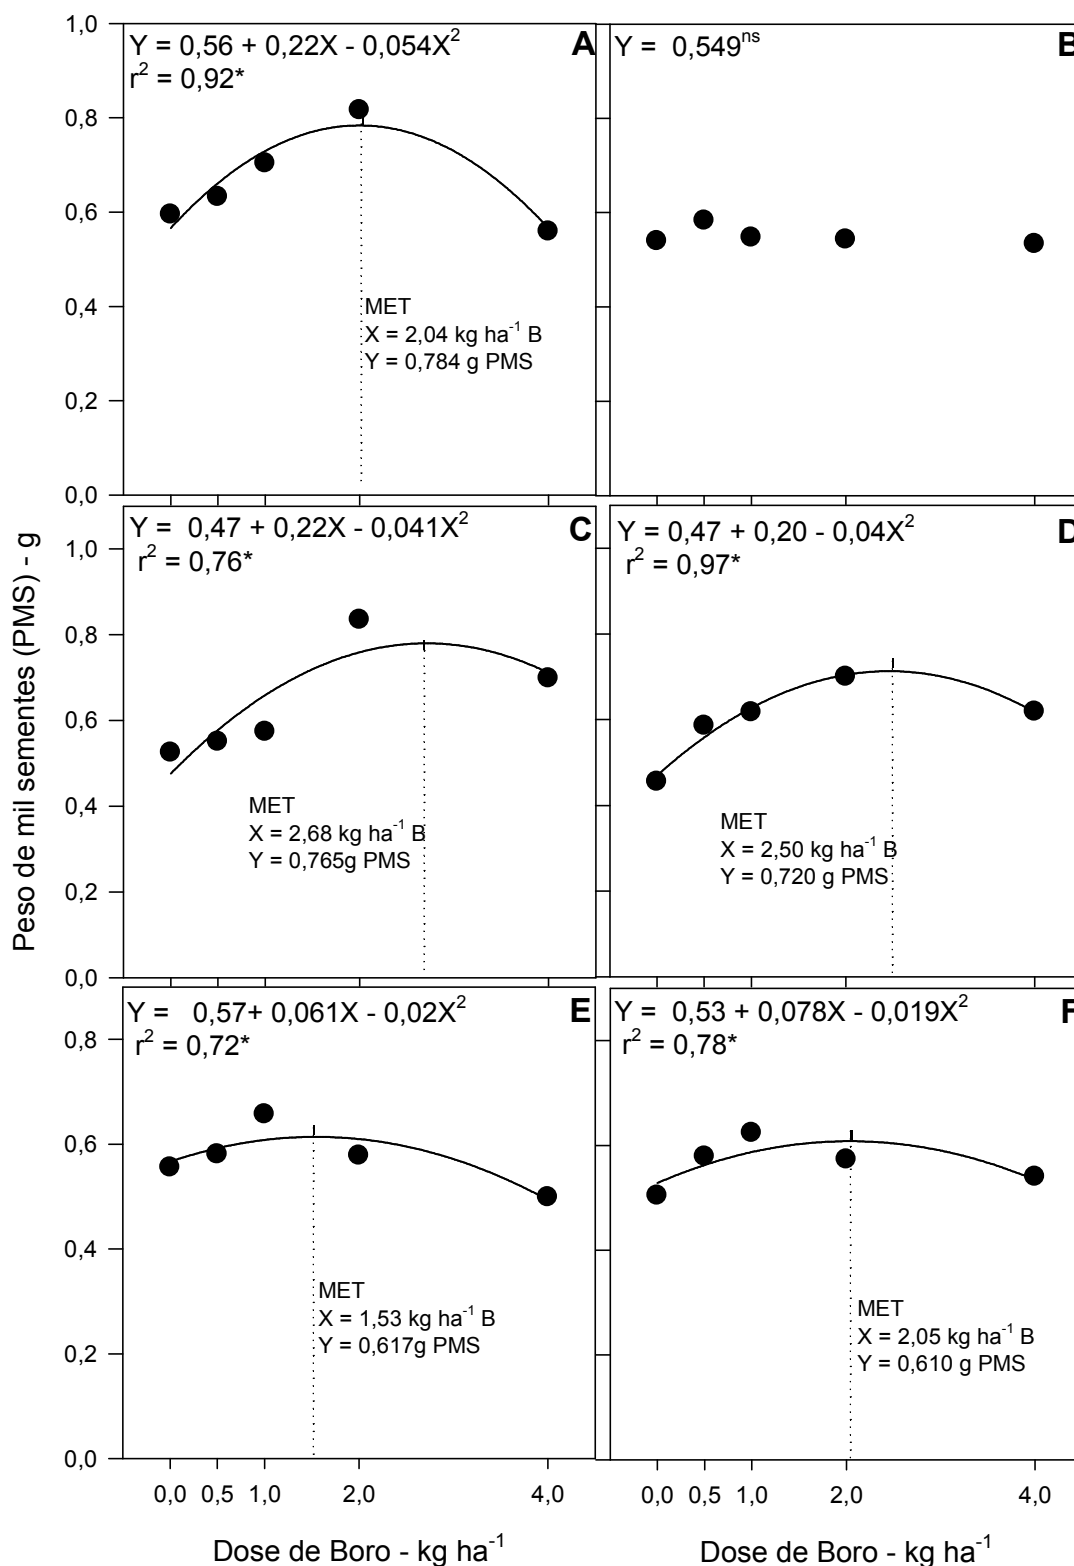 Peso de mil sementes (PMS) - g
Y = 0,56 + 0,22X - 0,054X²
r² = 0,92*
A
1,0
0,8
0,6
0,4
0,2
0,0
MET
X = 2,04 kg ha⁻¹ B
Y = 0,784 g PMS
Y = 0,549ⁿˢ
B
Y = 0,47 + 0,22X - 0,041X²
r² = 0,76*
C
1,0
0,8
0,6
0,4
0,2
0,0
MET
X = 2,68 kg ha⁻¹ B
Y = 0,765g PMS
Y = 0,47 + 0,20 - 0,04X²
r² = 0,97*
D
MET
X = 2,50 kg ha⁻¹ B
Y = 0,720 g PMS
Y = 0,57+ 0,061X - 0,02X²
r² = 0,72*
E
0,8
0,6
0,4
0,2
0,0
MET
X = 1,53 kg ha⁻¹ B
Y = 0,617g PMS
0,0 0,5 1,0 2,0 4,0
Dose de Boro - kg ha⁻¹
Y = 0,53 + 0,078X - 0,019X²
r² = 0,78*
F
MET
X = 2,05 kg ha⁻¹ B
Y = 0,610 g PMS
0,0 0,5 1,0 2,0 4,0
Dose de Boro - kg ha⁻¹